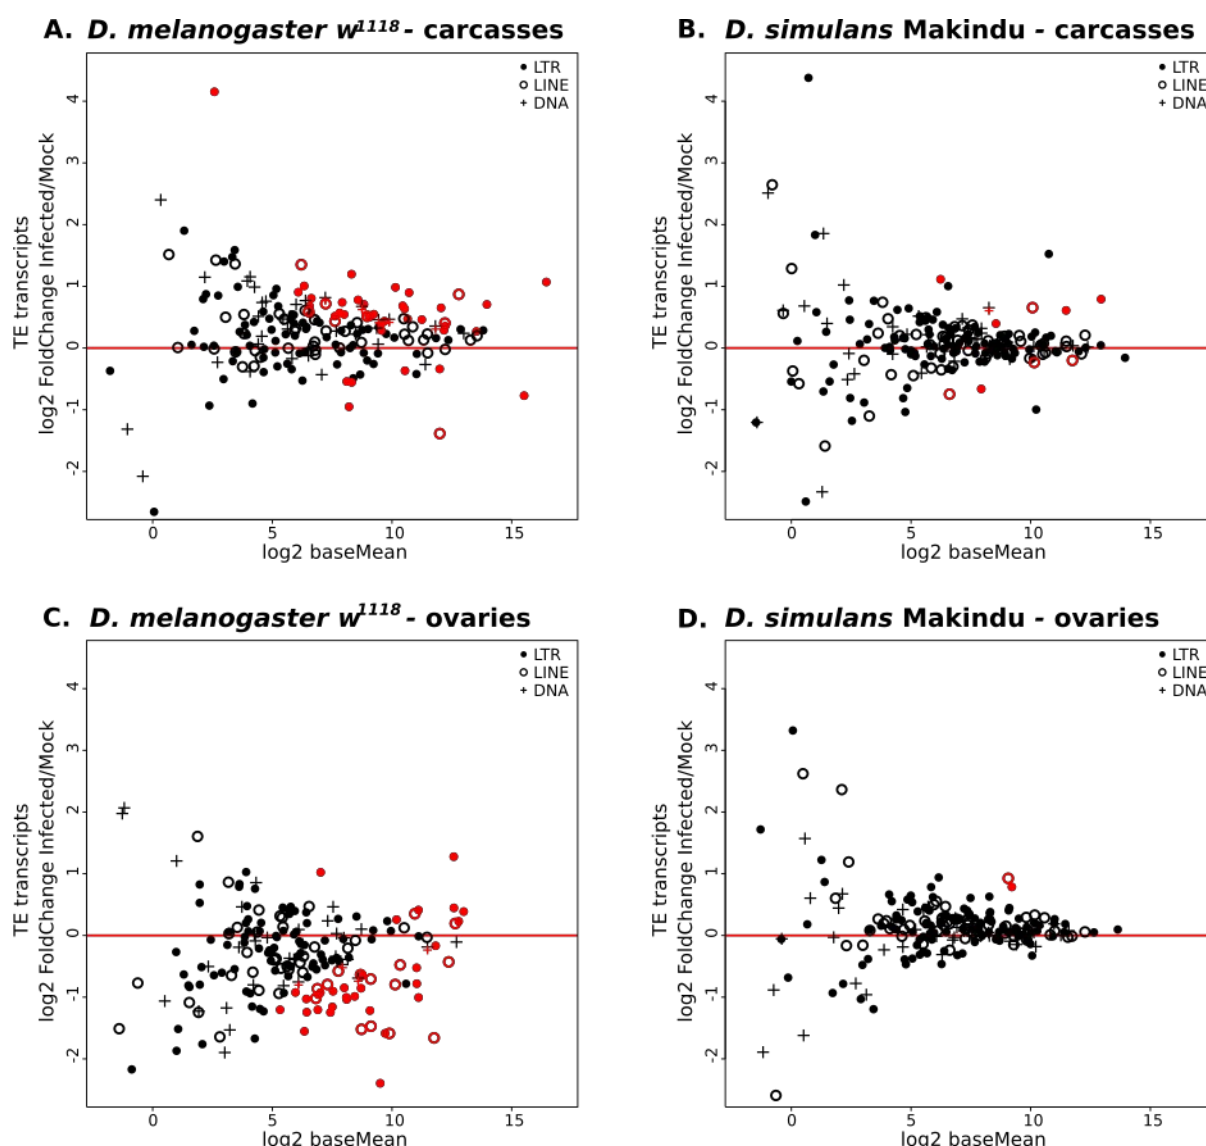 A. D. melanogaster w1118 - carcasses
LTR
LINE
DNA
TE transcripts
log2 FoldChange Infected/Mock
4
3
2
1
0
-1
-2
0 5 10 15
log2 baseMean
B. D. simulans Makindu - carcasses
LTR
LINE
DNA
TE transcripts
log2 FoldChange Infected/Mock
4
3
2
1
0
-1
-2
0 5 10 15
log2 baseMean
C. D. melanogaster w1118 - ovaries
LTR
LINE
DNA
TE transcripts
log2 FoldChange Infected/Mock
4
3
2
1
0
-1
-2
0 5 10 15
log2 baseMean
D. D. simulans Makindu - ovaries
LTR
LINE
DNA
TE transcripts
log2 FoldChange Infected/Mock
4
3
2
1
0
-1
-2
0 5 10 15
log2 baseMean